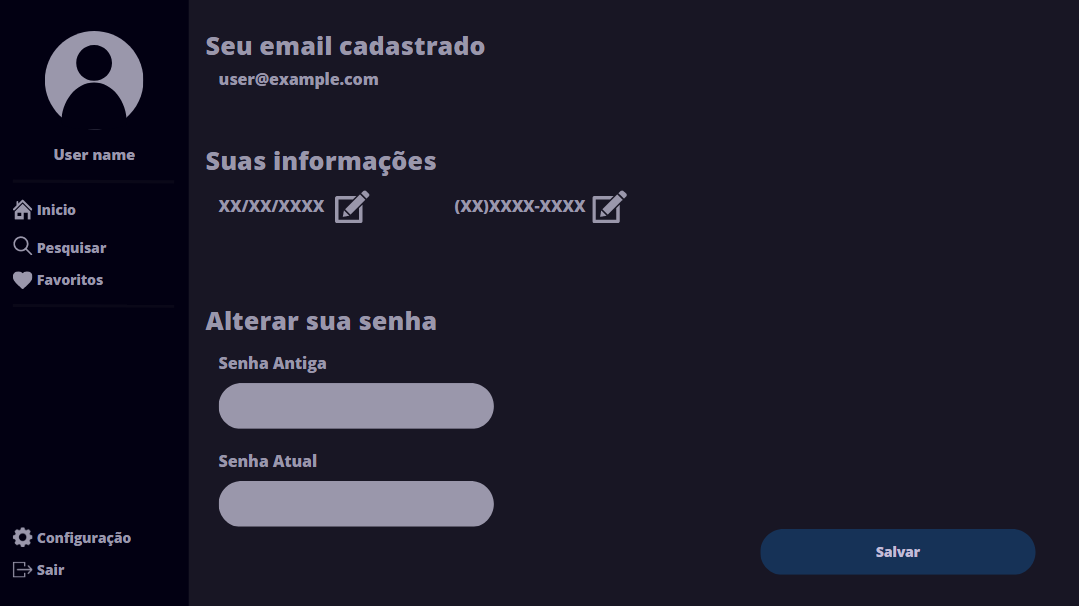 User name
Inicio
Pesquisar
Favoritos
Configuração
Sair
Seu email cadastrado
user@example.com
Suas informações
XX/XX/XXXX
(XX)XXXX-XXXX
Alterar sua senha
Senha Antiga
Senha Atual
Salvar